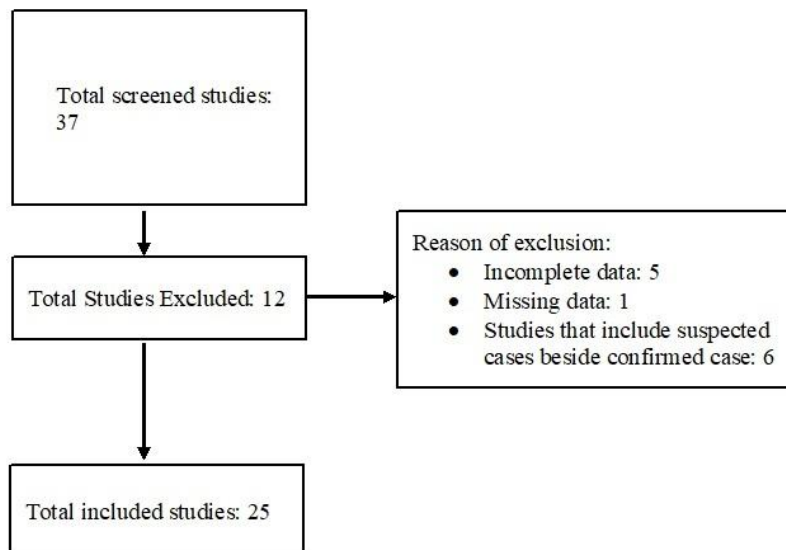 Total screened studies:
37
Total Studies Excluded: 12
Reason of exclusion:
• Incomplete data: 5
• Missing data: 1
• Studies that include suspected
cases beside confirmed case: 6
Total included studies: 25